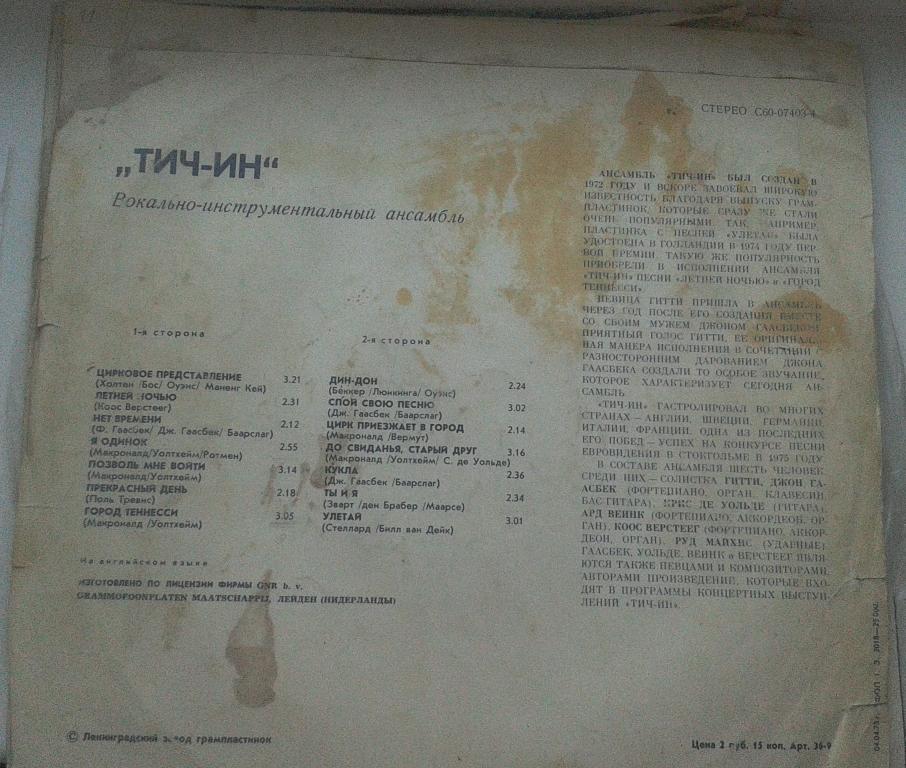 СТЕРЕО С60-07403-4
„ТИЧ-ИН“
Вокально-инструментальный ансамбль
1-я сторона
ЦИРКОВОЕ ПРЕДСТАВЛЕНИЕ 3.21
(Холтен /Бос/ Оуэнс/ Мененг Кей)
ЛЕТНЕЙ НОЧЬЮ 2.31
(Коос Верстеег)
НЕТ ВРЕМЕНИ 2.12
(Ф. Гаасбек/ Дж. Гаасбек/ Баарслаг)
Я ОДИНОК 2.55
(Макроналд/Уолтхейм/Ротмен)
ПОЗВОЛЬ МНЕ ВОЙТИ 3.14
(Макроналд/Уолтхейм)
ПРЕКРАСНЫЙ ДЕНЬ 2.18
(Поль Тревис)
ГОРОД ТЕННЕССИ 3.05
(Макроналд /Уолтхейм)
2-я сторона
ДИН-ДОН 2.24
(Беккер /Люикинга/ Оуэнс)
СПОЙ СВОЮ ПЕСНЮ 3.02
(Дж. Гаасбек /Баарслаг)
ЦИРК ПРИЕЗЖАЕТ В ГОРОД 2.14
(Макроналд /Вермут)
ДО СВИДАНЬЯ, СТАРЫЙ ДРУГ 3.16
(Макроналд /Уолтхейм/ С. де Уольде)
КУКЛА 2.36
(Дж. Гаасбек /Баарслаг)
ТЫ И Я 2.34
(Зварт /ден Брабер /Маарсе)
УЛЕТАЙ 3.01
(Стеллард /Билл ван Дейк)
На английском языке
ИЗГОТОВЛЕНО ПО ЛИЦЕНЗИИ ФИРМЫ GNR b. v.
GRAMMOFOONPLATEN MAATSCHAPPIJ, ЛЕЙДЕН (НИДЕРЛАНДЫ)
АНСАМБЛЬ «ТИЧ-ИН» БЫЛ СОЗДАН В
1972 ГОДУ И ВСКОРЕ ЗАВОЕВАЛ ШИРОКУЮ
ИЗВЕСТНОСТЬ БЛАГОДАРЯ ВЫПУСКУ ГРАМ-
ПЛАСТИНОК, КОТОРЫЕ СРАЗУ ЖЕ СТАЛИ
ОЧЕНЬ ПОПУЛЯРНЫМИ. ТАК, НАПРИМЕР,
ПЛАСТИНКА С ПЕСНЕЙ «УЛЕТАЙ» БЫЛА
УДОСТОЕНА В ГОЛЛАНДИИ В 1974 ГОДУ ПЕР-
ВОЙ ПРЕМИИ. ТАКУЮ ЖЕ ПОПУЛЯРНОСТЬ
ПРИОБРЕЛИ В ИСПОЛНЕНИИ АНСАМБЛЯ
«ТИЧ-ИН» ПЕСНИ «ЛЕТНЕЙ НОЧЬЮ» и «ГОРОД
ТЕННЕССИ».
ПЕВИЦА ГИТТИ ПРИШЛА В АНСАМБЛЬ
ЧЕРЕЗ ГОД ПОСЛЕ ЕГО СОЗДАНИЯ ВМЕСТЕ
СО СВОИМ МУЖЕМ ДЖОНОМ ГААСБЕКОМ.
ПРИЯТНЫЙ ГОЛОС ГИТТИ, ЕЕ ОРИГИНАЛЬ-
НАЯ МАНЕРА ИСПОЛНЕНИЯ В СОЧЕТАНИИ С
РАЗНОСТОРОННИМ ДАРОВАНИЕМ ДЖОНА
ГААСБЕКА СОЗДАЛИ ТО ОСОБОЕ ЗВУЧАНИЕ,
КОТОРОЕ ХАРАКТЕРИЗУЕТ СЕГОДНЯ АН-
САМБЛЬ.
«ТИЧ-ИН» ГАСТРОЛИРОВАЛ ВО МНОГИХ
СТРАНАХ — АНГЛИИ, ШВЕЦИИ, ГЕРМАНИИ,
ИТАЛИИ, ФРАНЦИИ. ОДНА ИЗ ПОСЛЕДНИХ
ЕГО ПОБЕД — УСПЕХ НА КОНКУРСЕ ПЕСНИ
ЕВРОВИДЕНИЯ В СТОКГОЛЬМЕ В 1975 ГОДУ.
В СОСТАВЕ АНСАМБЛЯ ШЕСТЬ ЧЕЛОВЕК.
СРЕДИ НИХ — СОЛИСТКА ГИТТИ, ДЖОН ГА-
АСБЕК (ФОРТЕПИАНО, ОРГАН, КЛАВЕСИН,
БАС ГИТАРА), КРИС ДЕ УОЛЬДЕ (ГИТАРА),
АРД ВЕИНК (ФОРТЕПИАНО, АККОРДЕОН, ОР-
ГАН), КООС ВЕРСТЕЕГ (ФОРТЕПИАНО, АККОР-
ДЕОН, ОРГАН), РУД МАЙХИС (УДАРНЫЕ).
ГААСБЕК, УОЛЬДЕ, ВЕИНК и ВЕРСТЕЕГ ЯВЛЯ-
ЮТСЯ ТАКЖЕ ПЕВЦАМИ И КОМПОЗИТОРАМИ,
АВТОРАМИ ПРОИЗВЕДЕНИЙ, КОТОРЫЕ ВХО-
ДЯТ В ПРОГРАММЫ КОНЦЕРТНЫХ ВЫСТУП-
ЛЕНИЙ «ТИЧ-ИН».
© Ленинградский завод грампластинок
Цена 2 руб. 15 коп. Арт. 36-9